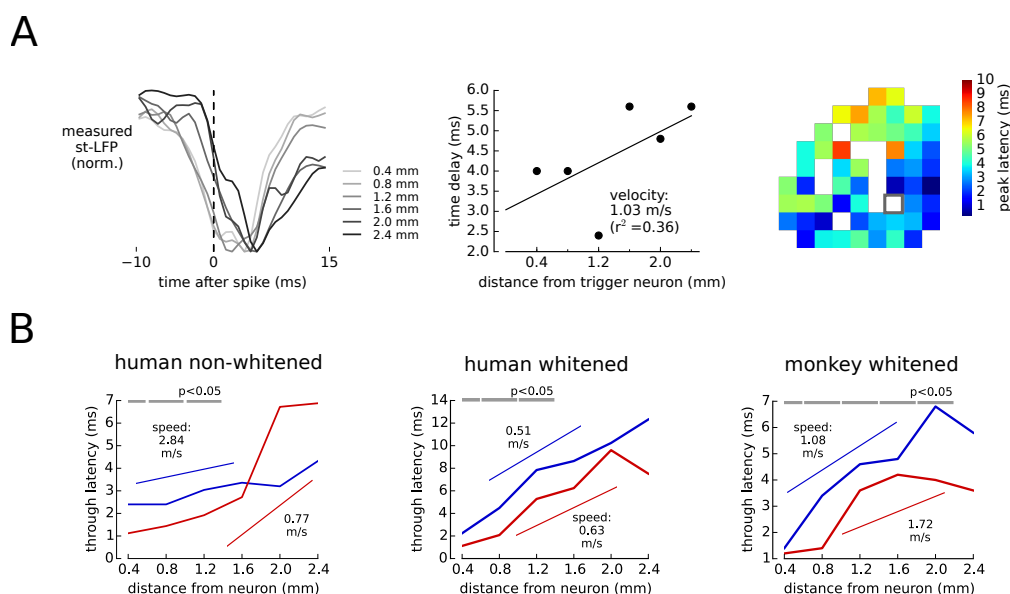 A
measured
st-LFP
(norm.)
0.4 mm
0.8 mm
1.2 mm
1.6 mm
2.0 mm
2.4 mm
−10 0 15
time after spike (ms)
time delay (ms)
6.0
5.5
5.0
4.5
4.0
3.5
3.0
2.5
2.0
velocity:
1.03 m/s
(r² =0.36)
0.4 1.2 2.0
distance from trigger neuron (mm)
10
9
8
7
6
5
4
3
2
1
peak latency (ms)
B
human non-whitened
through latency (ms)
7
6
5
4
3
2
1
0
p<0.05
speed:
2.84
m/s
0.77
m/s
0.4 0.8 1.2 1.6 2.0 2.4
distance from neuron (mm)
human whitened
through latency (ms)
14
12
10
8
6
4
2
0
p<0.05
0.51
m/s
speed:
0.63
m/s
0.4 0.8 1.2 1.6 2.0 2.4
distance from neuron (mm)
monkey whitened
through latency (ms)
7
6
5
4
3
2
1
p<0.05
speed:
1.08
m/s
1.72
m/s
0.4 0.8 1.2 1.6 2.0 2.4
distance from neuron (mm)